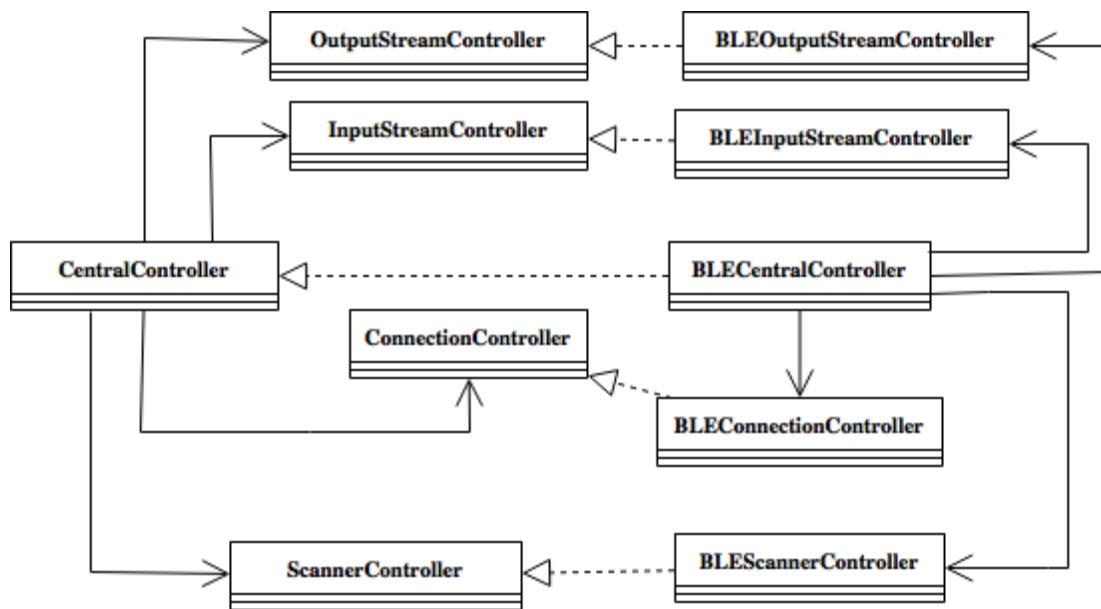 OutputStreamController
BLEOutputStreamController
InputStreamController
BLEInputStreamController
CentralController
BLECentralController
ConnectionController
BLEConnectionController
ScannerController
BLEScannerController